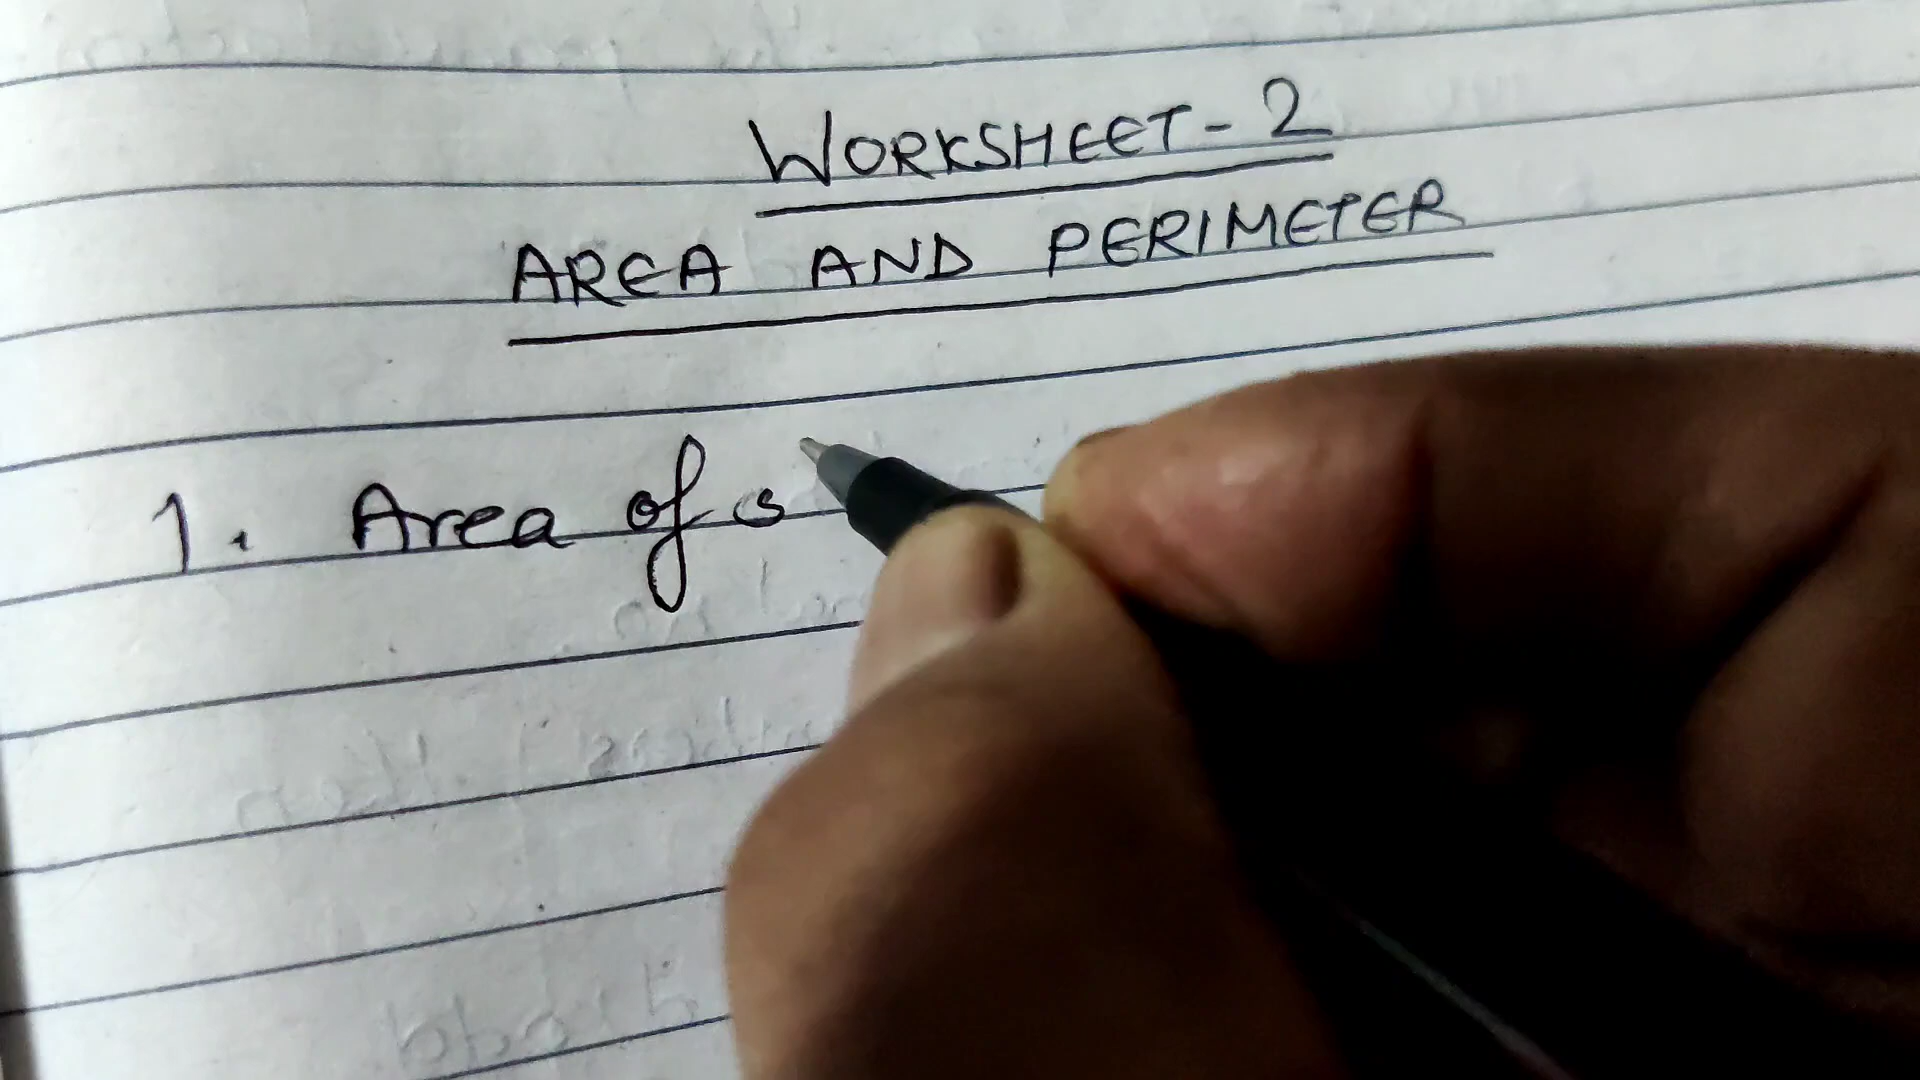 WORKSHEET - 2
AREA AND PERIMETER
1. Area of s